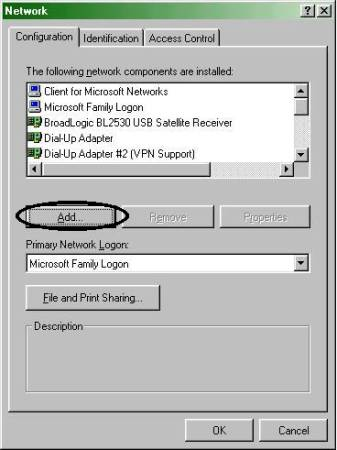 Network
Configuration Identification Access Control
The following network components are installed:
Client for Microsoft Networks
Microsoft Family Logon
BroadLogic BL2530 USB Satellite Receiver
Dial-Up Adapter
Dial-Up Adapter #2 (VPN Support)
Add... Remove Properties
Primary Network Logon:
Microsoft Family Logon
File and Print Sharing...
Description
OK Cancel